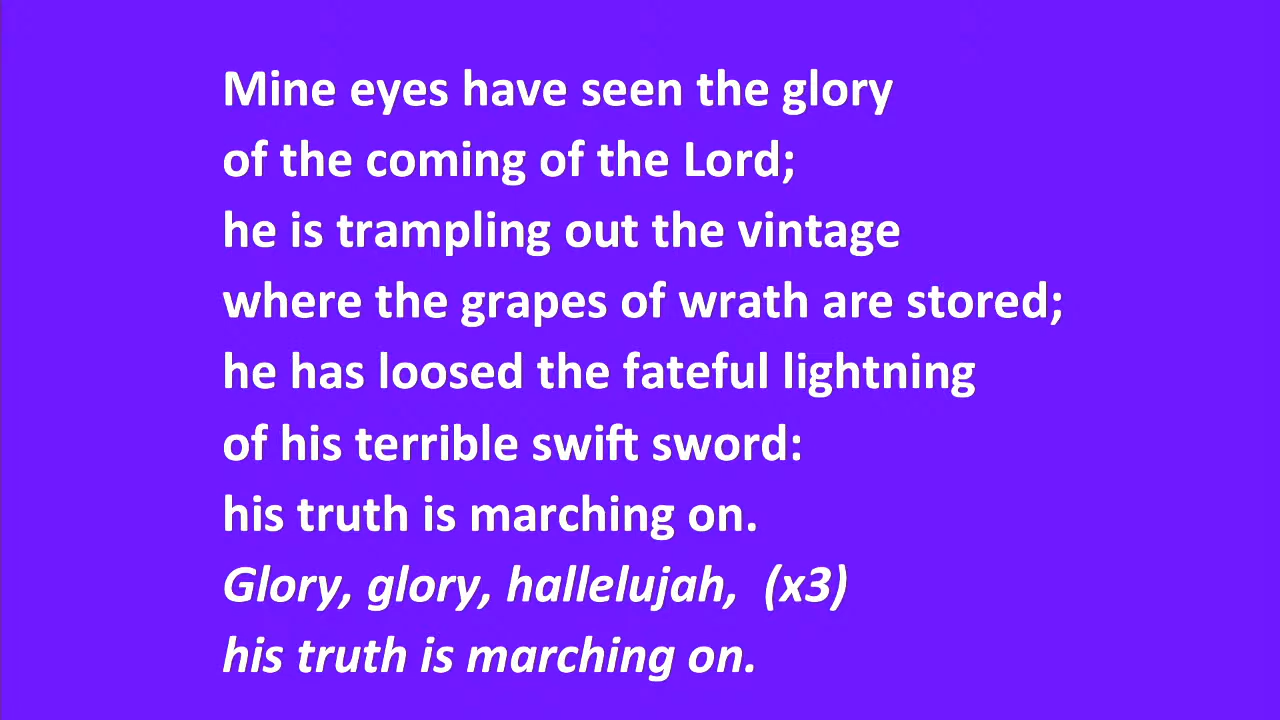 Mine eyes have seen the glory
of the coming of the Lord;
he is trampling out the vintage
where the grapes of wrath are stored;
he has loosed the fateful lightning
of his terrible swift sword:
his truth is marching on.
Glory, glory, hallelujah, (x3)
his truth is marching on.